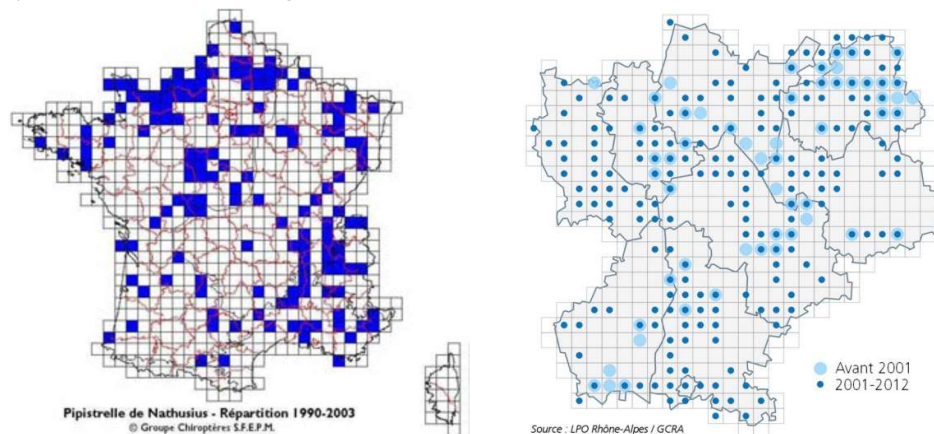 Pipistrelle de Nathusius - Répartition 1990-2003
© Groupe Chiroptères S.F.E.P.M.
Avant 2001
2001-2012
Source : LPO Rhône-Alpes / GCRA